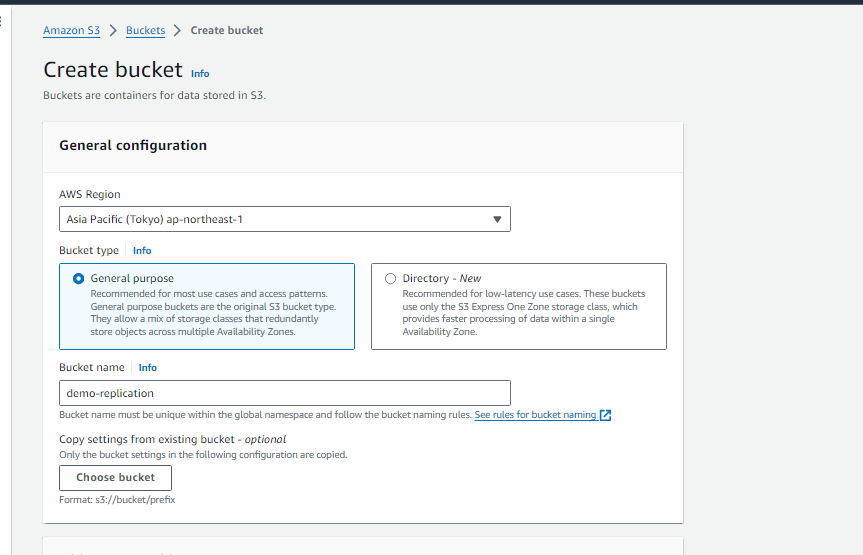 Amazon S3 > Buckets > Create bucket
Create bucket Info
Buckets are containers for data stored in S3.
General configuration
AWS Region
Asia Pacific (Tokyo) ap-northeast-1
Bucket type Info
General purpose
Recommended for most use cases and access patterns.
General purpose buckets are the original S3 bucket type.
They allow a mix of storage classes that redundantly
store objects across multiple Availability Zones.
Directory - New
Recommended for low-latency use cases. These buckets
use only the S3 Express One Zone storage class, which
provides faster processing of data within a single
Availability Zone.
Bucket name Info
demo-replication
Bucket name must be unique within the global namespace and follow the bucket naming rules. See rules for bucket naming
Copy settings from existing bucket - optional
Only the bucket settings in the following configuration are copied.
Choose bucket
Format: s3://bucket/prefix